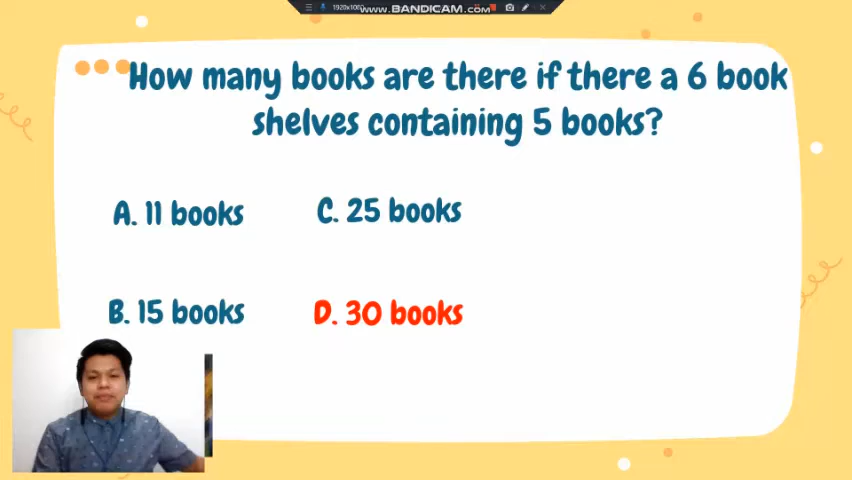 1920x1080
www.BANDICAM.com
How many books are there if there a 6 book
shelves containing 5 books?
A. 11 books
C. 25 books
B. 15 books
D. 30 books